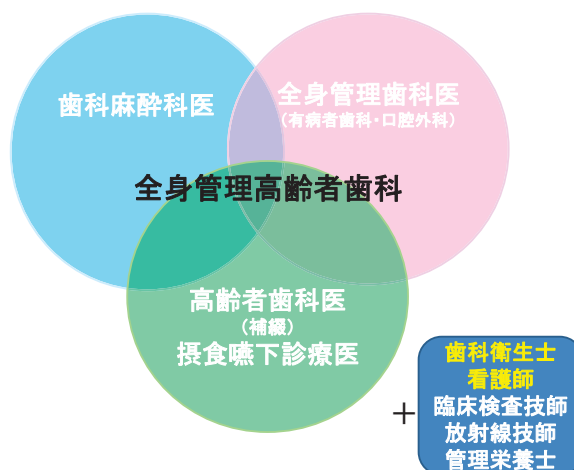 歯科麻酔科医
全身管理歯科医
（有病者歯科・口腔外科）
全身管理高齢者歯科
高齢者歯科医
（補綴）
摂食嚥下診療医
＋
歯科衛生士
看護師
臨床検査技師
放射線技師
管理栄養士